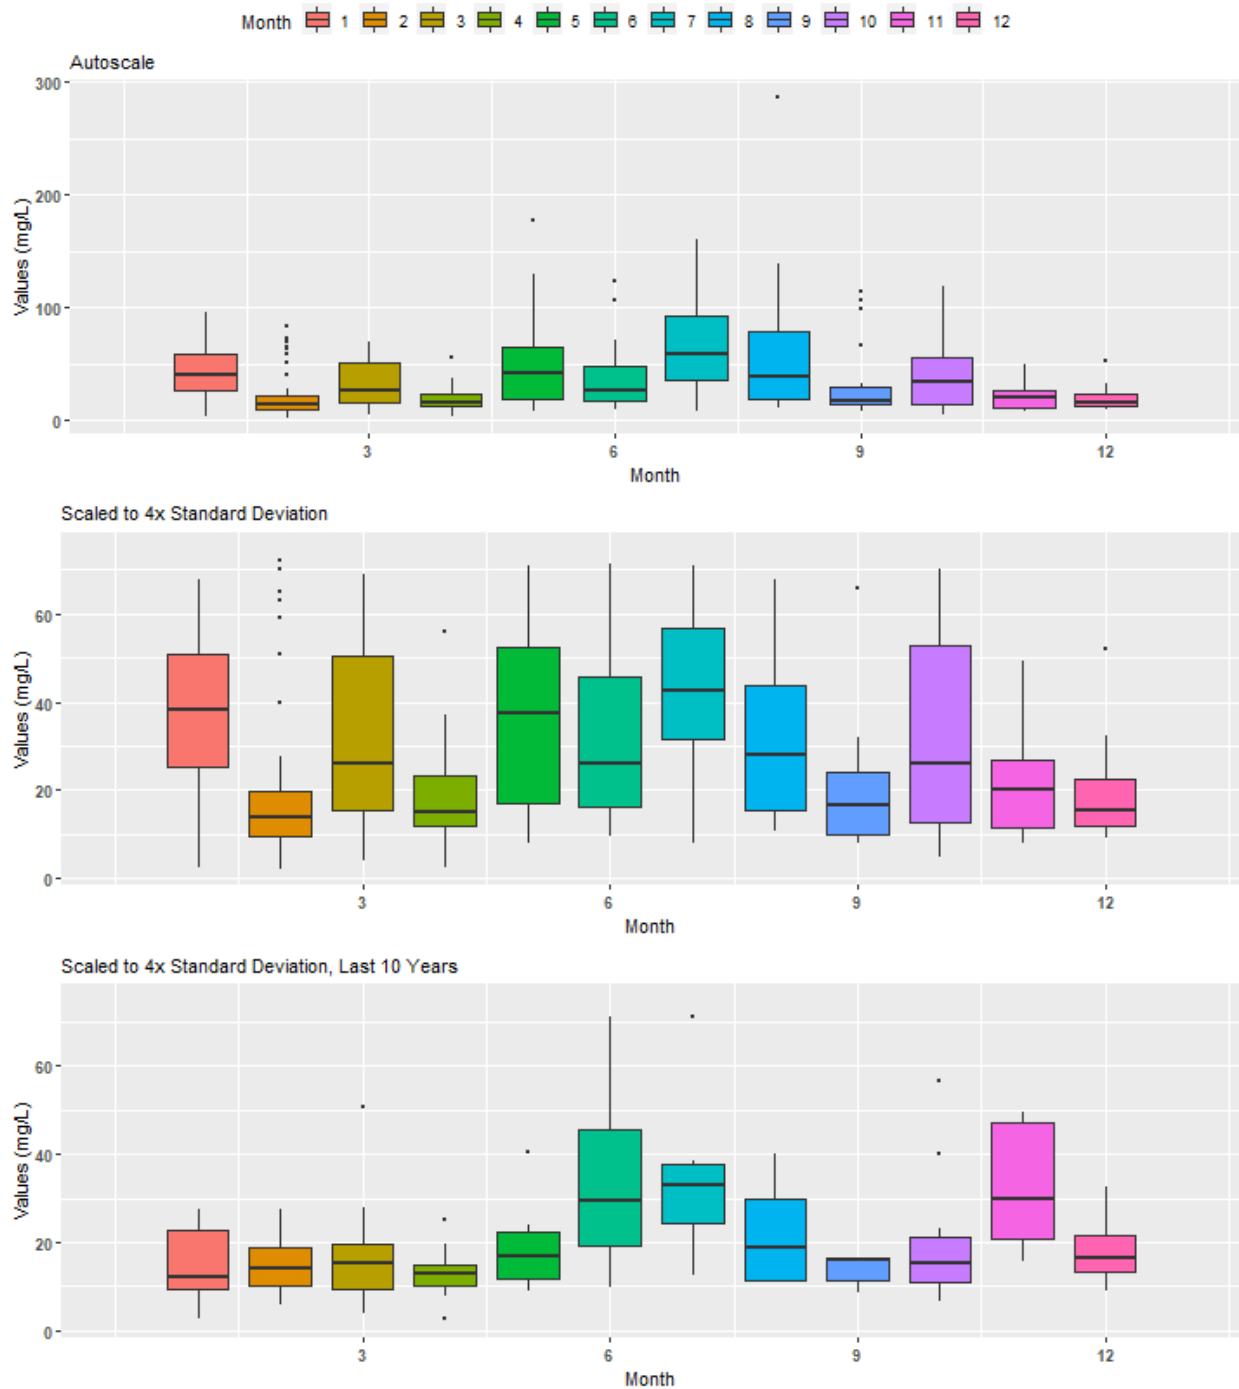 Month 1 2 3 4 5 6 7 8 9 10 11 12
Autoscale
300
200
100
0
Values (mg/L)
3 6 9 12
Month
Scaled to 4x Standard Deviation
60
40
20
0
Values (mg/L)
3 6 9 12
Month
Scaled to 4x Standard Deviation, Last 10 Years
60
40
20
0
Values (mg/L)
3 6 9 12
Month